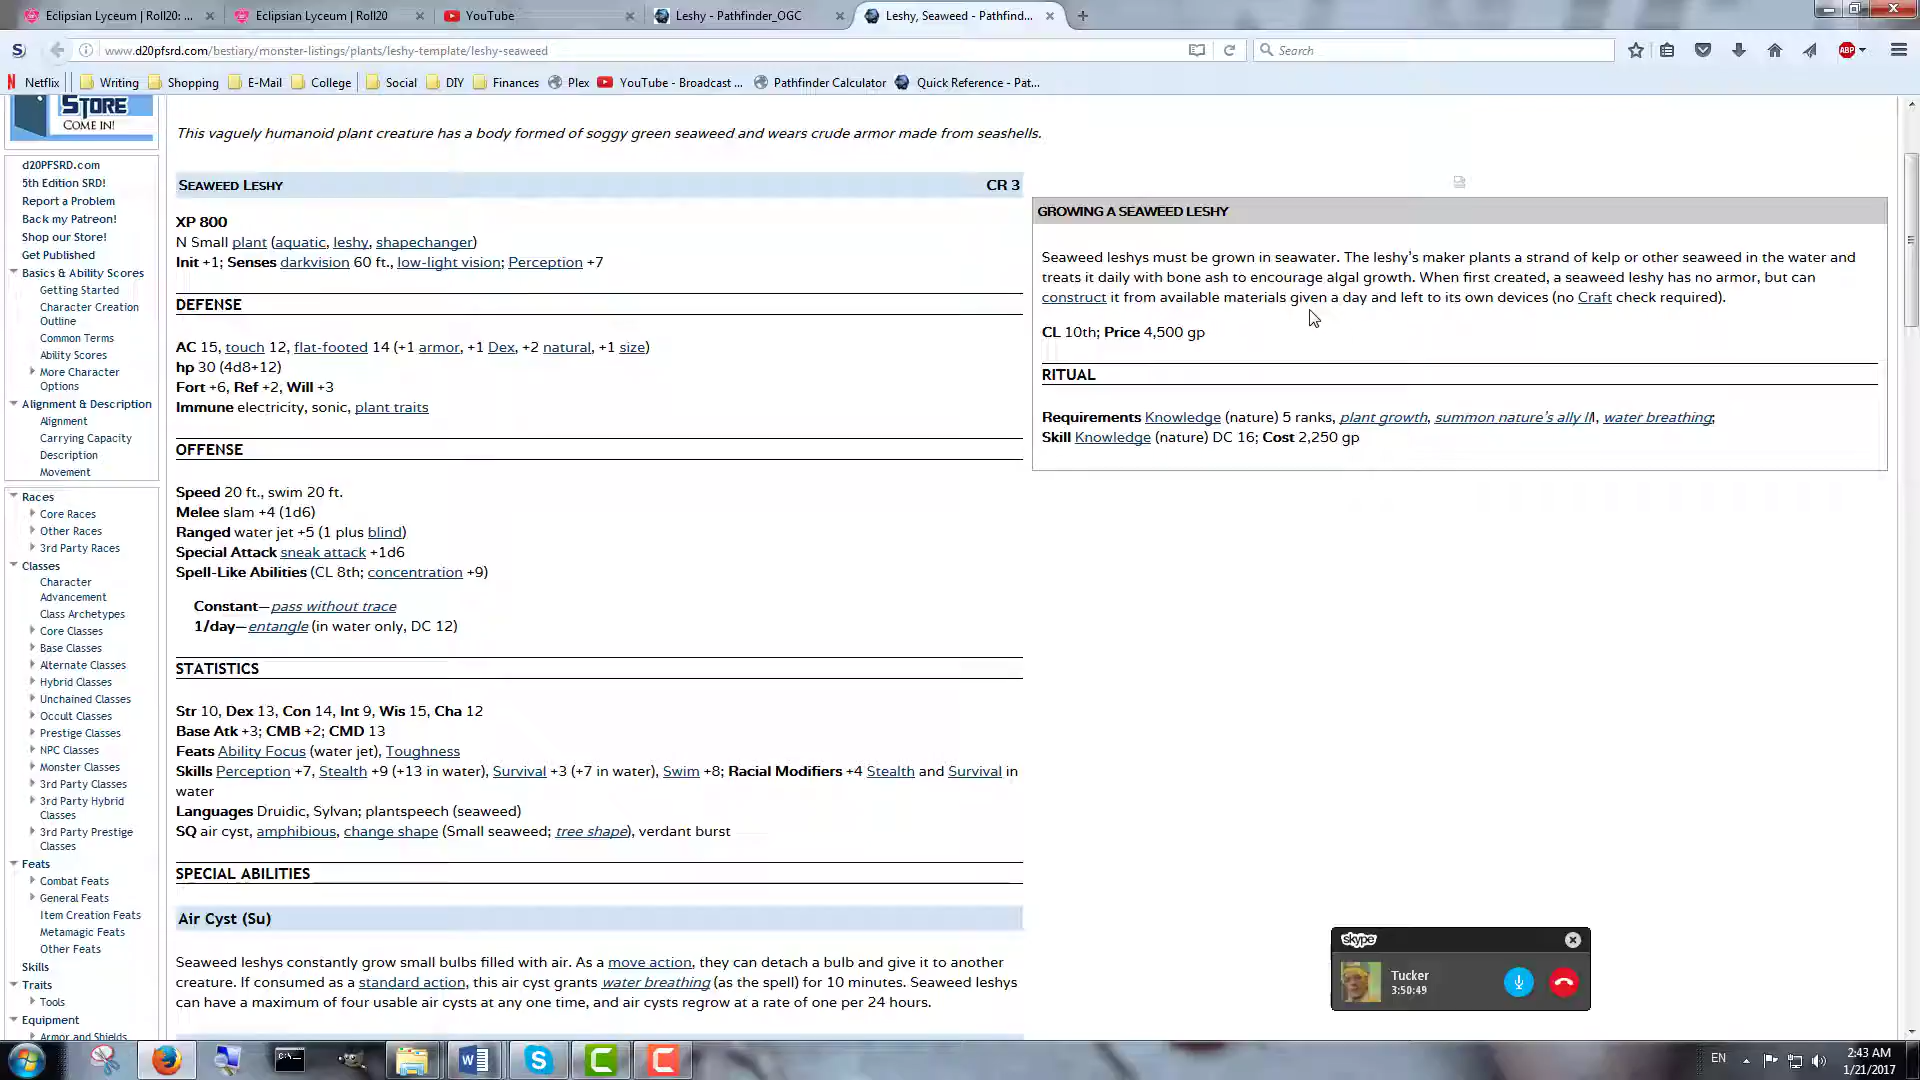 Eclipsian Lyceum | Roll20: ...
Eclipsian Lyceum | Roll20
YouTube
Leshy - Pathfinder_OGC
Leshy, Seaweed - Pathfind...
www.d20pfsrd.com/bestiary/monster-listings/plants/leshy-template/leshy-seaweed
Search
ABP
Netflix
Writing
Shopping
E-Mail
College
Social
DIY
Finances
Plex
YouTube - Broadcast ...
Pathfinder Calculator
Quick Reference - Pat...
STORE
COME IN!
d20PFSRD.com
5th Edition SRD!
Report a Problem
Back my Patreon!
Shop our Store!
Get Published
Basics & Ability Scores
Getting Started
Character Creation
Outline
Common Terms
Ability Scores
More Character
Options
Alignment & Description
Alignment
Carrying Capacity
Description
Movement
Races
Core Races
Other Races
3rd Party Races
Classes
Character
Advancement
Class Archetypes
Core Classes
Base Classes
Alternate Classes
Hybrid Classes
Unchained Classes
Occult Classes
Prestige Classes
NPC Classes
Monster Classes
3rd Party Classes
3rd Party Hybrid
Classes
3rd Party Prestige
Classes
Feats
Combat Feats
General Feats
Item Creation Feats
Metamagic Feats
Other Feats
Skills
Traits
Tools
Equipment
Armor and Shields
This vaguely humanoid plant creature has a body formed of soggy green seaweed and wears crude armor made from seashells.
SEAWEED LESHY CR 3
XP 800
N Small plant (aquatic, leshy, shapechanger)
Init +1; Senses darkvision 60 ft., low-light vision; Perception +7
DEFENSE
AC 15, touch 12, flat-footed 14 (+1 armor, +1 Dex, +2 natural, +1 size)
hp 30 (4d8+12)
Fort +6, Ref +2, Will +3
Immune electricity, sonic, plant traits
OFFENSE
Speed 20 ft., swim 20 ft.
Melee slam +4 (1d6)
Ranged water jet +5 (1 plus blind)
Special Attack sneak attack +1d6
Spell-Like Abilities (CL 8th; concentration +9)
Constant—pass without trace
1/day—entangle (in water only, DC 12)
STATISTICS
Str 10, Dex 13, Con 14, Int 9, Wis 15, Cha 12
Base Atk +3; CMB +2; CMD 13
Feats Ability Focus (water jet), Toughness
Skills Perception +7, Stealth +9 (+13 in water), Survival +3 (+7 in water), Swim +8; Racial Modifiers +4 Stealth and Survival in
water
Languages Druidic, Sylvan; plantspeech (seaweed)
SQ air cyst, amphibious, change shape (Small seaweed; tree shape), verdant burst
SPECIAL ABILITIES
Air Cyst (Su)
Seaweed leshys constantly grow small bulbs filled with air. As a move action, they can detach a bulb and give it to another
creature. If consumed as a standard action, this air cyst grants water breathing (as the spell) for 10 minutes. Seaweed leshys
can have a maximum of four usable air cysts at any one time, and air cysts regrow at a rate of one per 24 hours.
GROWING A SEAWEED LESHY
Seaweed leshys must be grown in seawater. The leshy's maker plants a strand of kelp or other seaweed in the water and
treats it daily with bone ash to encourage algal growth. When first created, a seaweed leshy has no armor, but can
construct it from available materials given a day and left to its own devices (no Craft check required).
CL 10th; Price 4,500 gp
RITUAL
Requirements Knowledge (nature) 5 ranks, plant growth, summon nature's ally III, water breathing;
Skill Knowledge (nature) DC 16; Cost 2,250 gp
skype
Tucker
3:50:49
EN
2:43 AM
1/21/2017